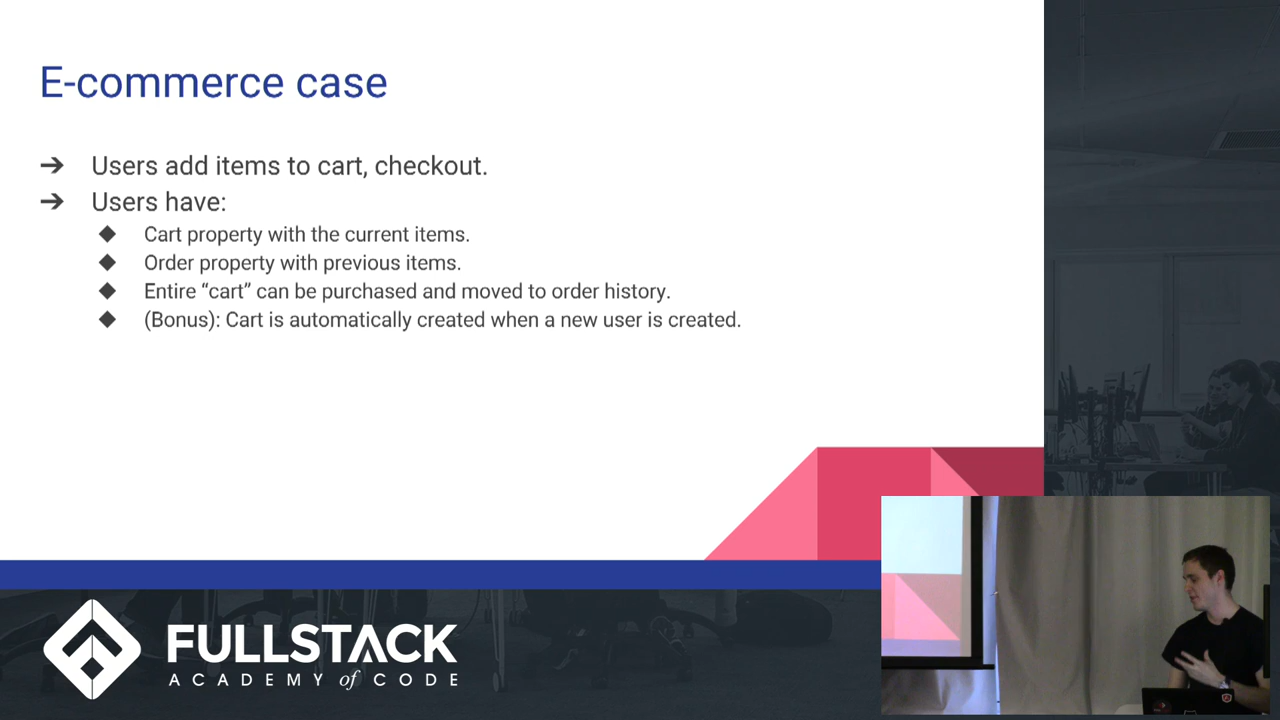 E-commerce case
➔ Users add items to cart, checkout.
➔ Users have:
◆ Cart property with the current items.
◆ Order property with previous items.
◆ Entire “cart” can be purchased and moved to order history.
◆ (Bonus): Cart is automatically created when a new user is created.
FULLSTACK
ACADEMY of CODE